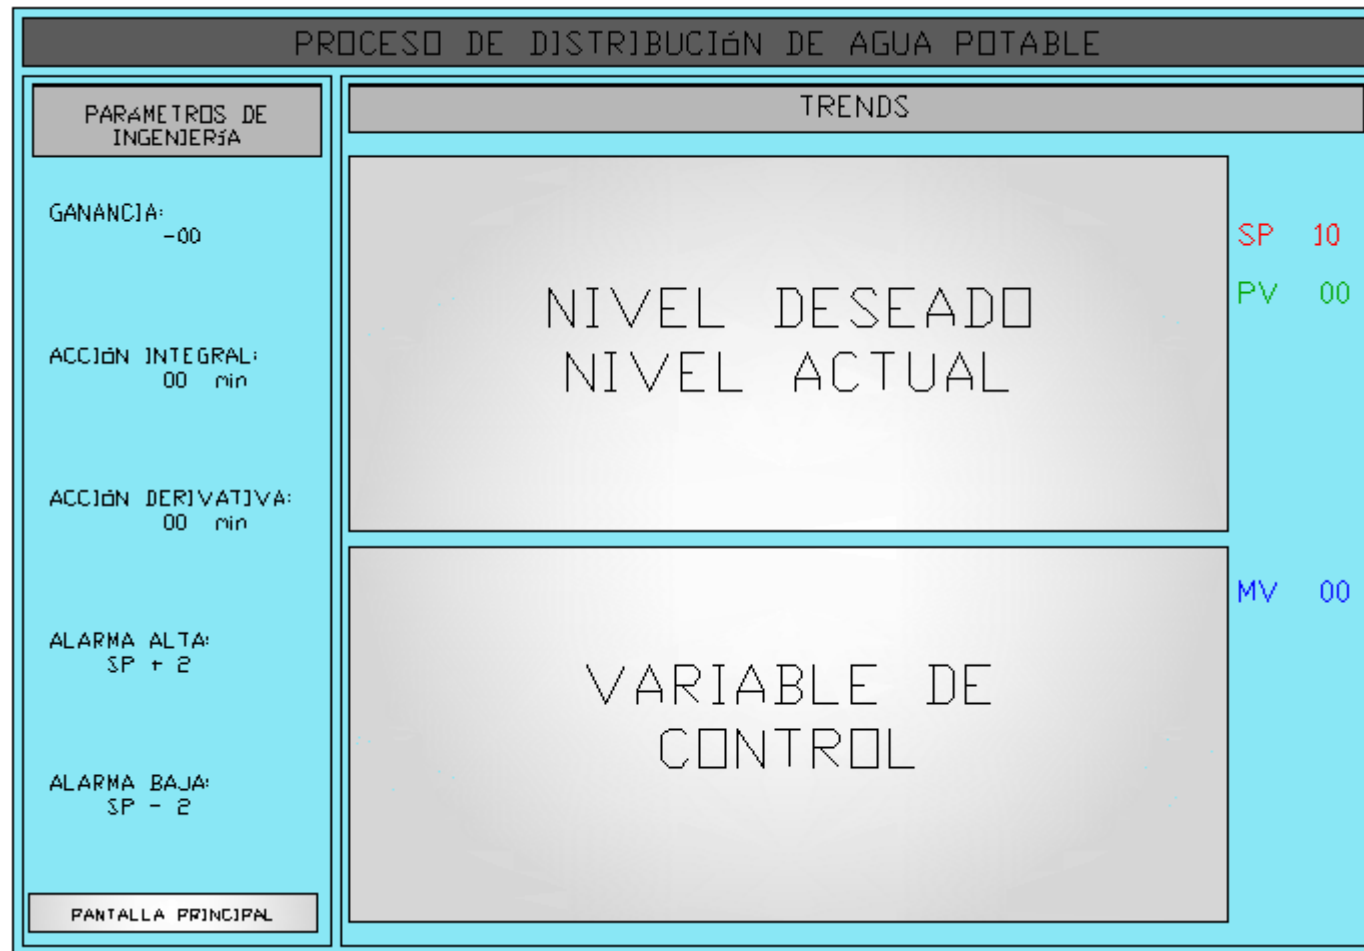 PROCESO DE DISTRIBUCIóN DE AGUA POTABLE
PARáMETROS DE
INGENIERíA
GANANCIA:
-00
ACCIóN INTEGRAL:
00 min
ACCIóN DERIVATIVA:
00 min
ALARMA ALTA:
SP + 2
ALARMA BAJA:
SP - 2
PANTALLA PRINCIPAL
TRENDS
NIVEL DESEADO
NIVEL ACTUAL
SP 10
PV 00
VARIABLE DE
CONTROL
MV 00